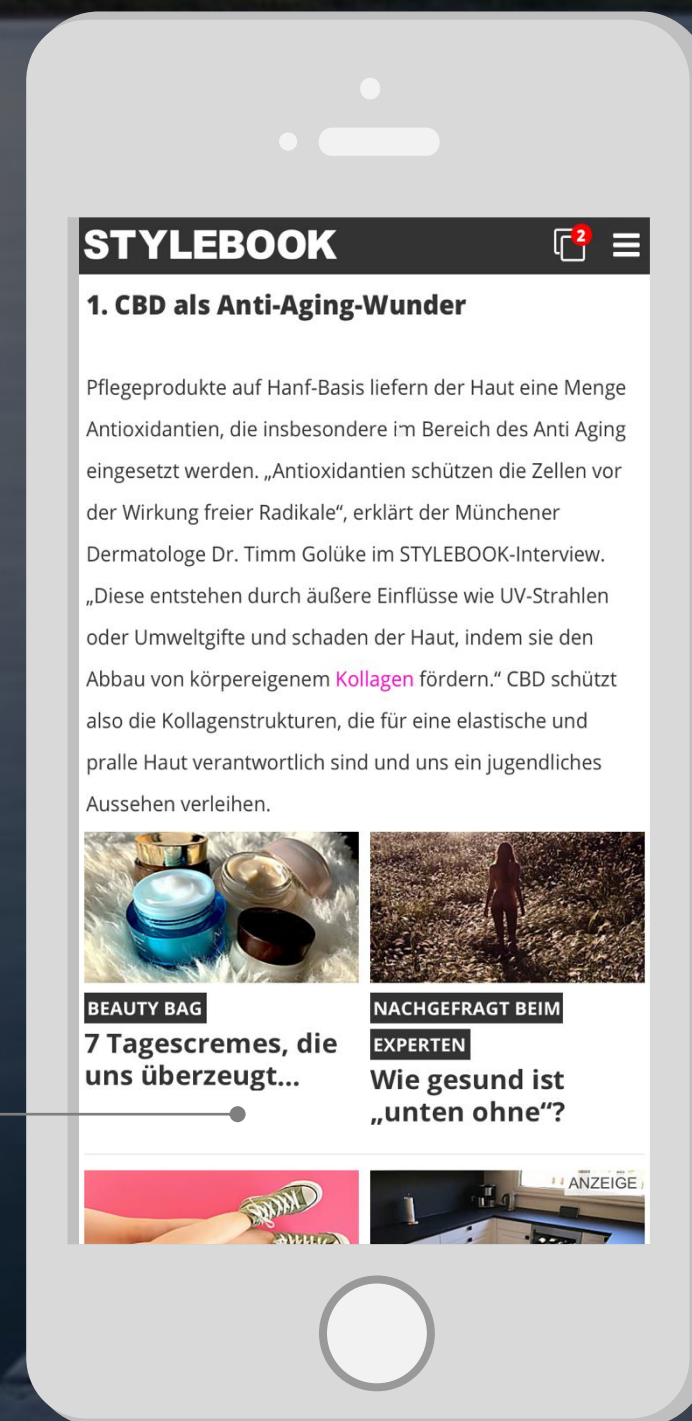 STYLEBOOK
2
1. CBD als Anti-Aging-Wunder
Pflegeprodukte auf Hanf-Basis liefern der Haut eine Menge
Antioxidantien, die insbesondere im Bereich des Anti Aging
eingesetzt werden. „Antioxidantien schützen die Zellen vor
der Wirkung freier Radikale“, erklärt der Münchener
Dermatologe Dr. Timm Golüke im STYLEBOOK-Interview.
„Diese entstehen durch äußere Einflüsse wie UV-Strahlen
oder Umweltgifte und schaden der Haut, indem sie den
Abbau von körpereigenem Kollagen fördern.“ CBD schützt
also die Kollagenstrukturen, die für eine elastische und
pralle Haut verantwortlich sind und uns ein jugendliches
Aussehen verleihen.
BEAUTY BAG
7 Tagescremes, die
uns überzeugt...
NACHGEFRAGT BEIM
EXPERTEN
Wie gesund ist
„unten ohne“?
ANZEIGE